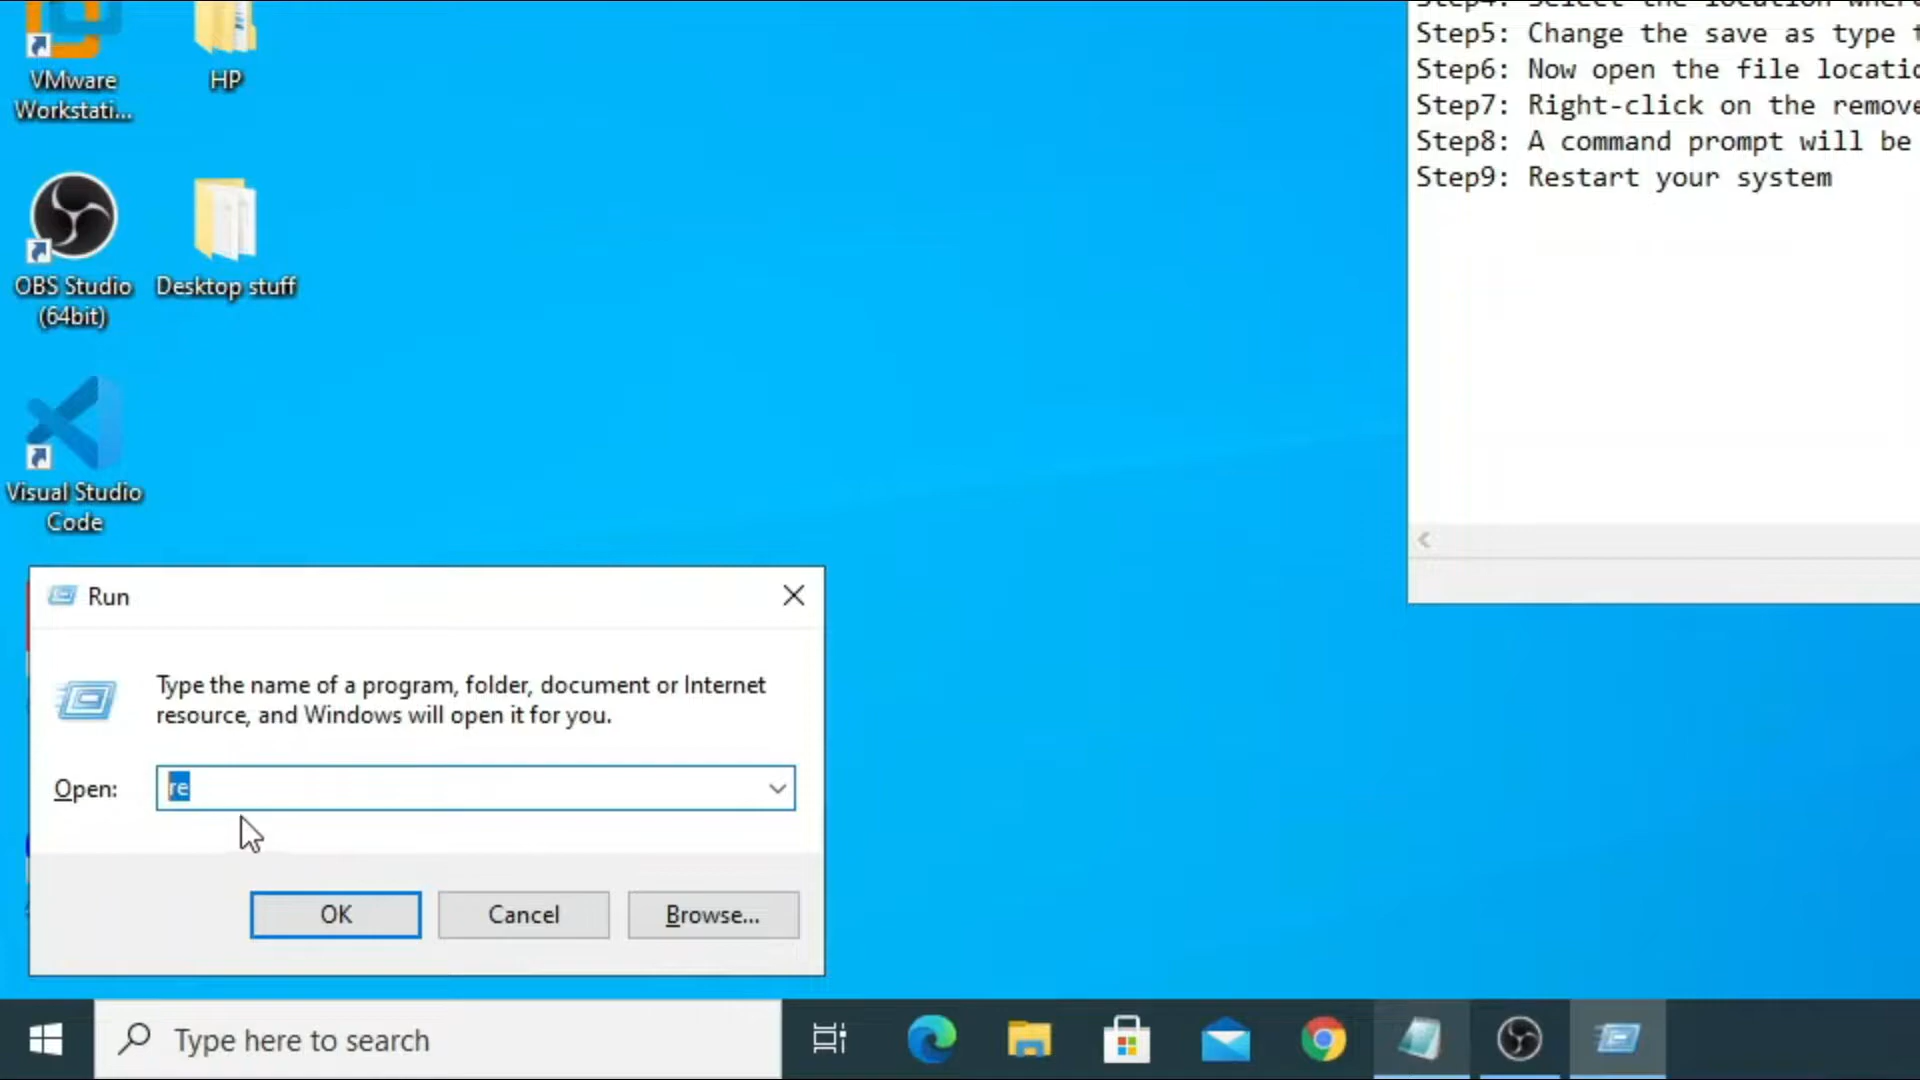 VMware
Workstati...
HP
OBS Studio
(64bit)
Desktop stuff
Visual Studio
Code
Step5: Change the save as type
Step6: Now open the file locatio
Step7: Right-click on the remove
Step8: A command prompt will be
Step9: Restart your system
Run
Type the name of a program, folder, document or Internet
resource, and Windows will open it for you.
Open:
re
OK
Cancel
Browse...
Type here to search